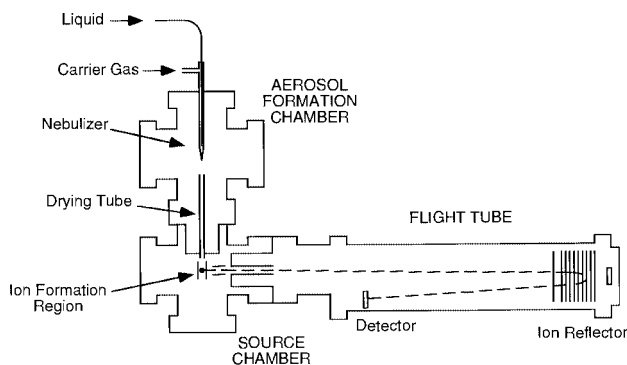 Liquid
Carrier Gas
AEROSOL
FORMATION
CHAMBER
Nebulizer
Drying Tube
FLIGHT TUBE
Ion Formation
Region
SOURCE
CHAMBER
Detector
Ion Reflector